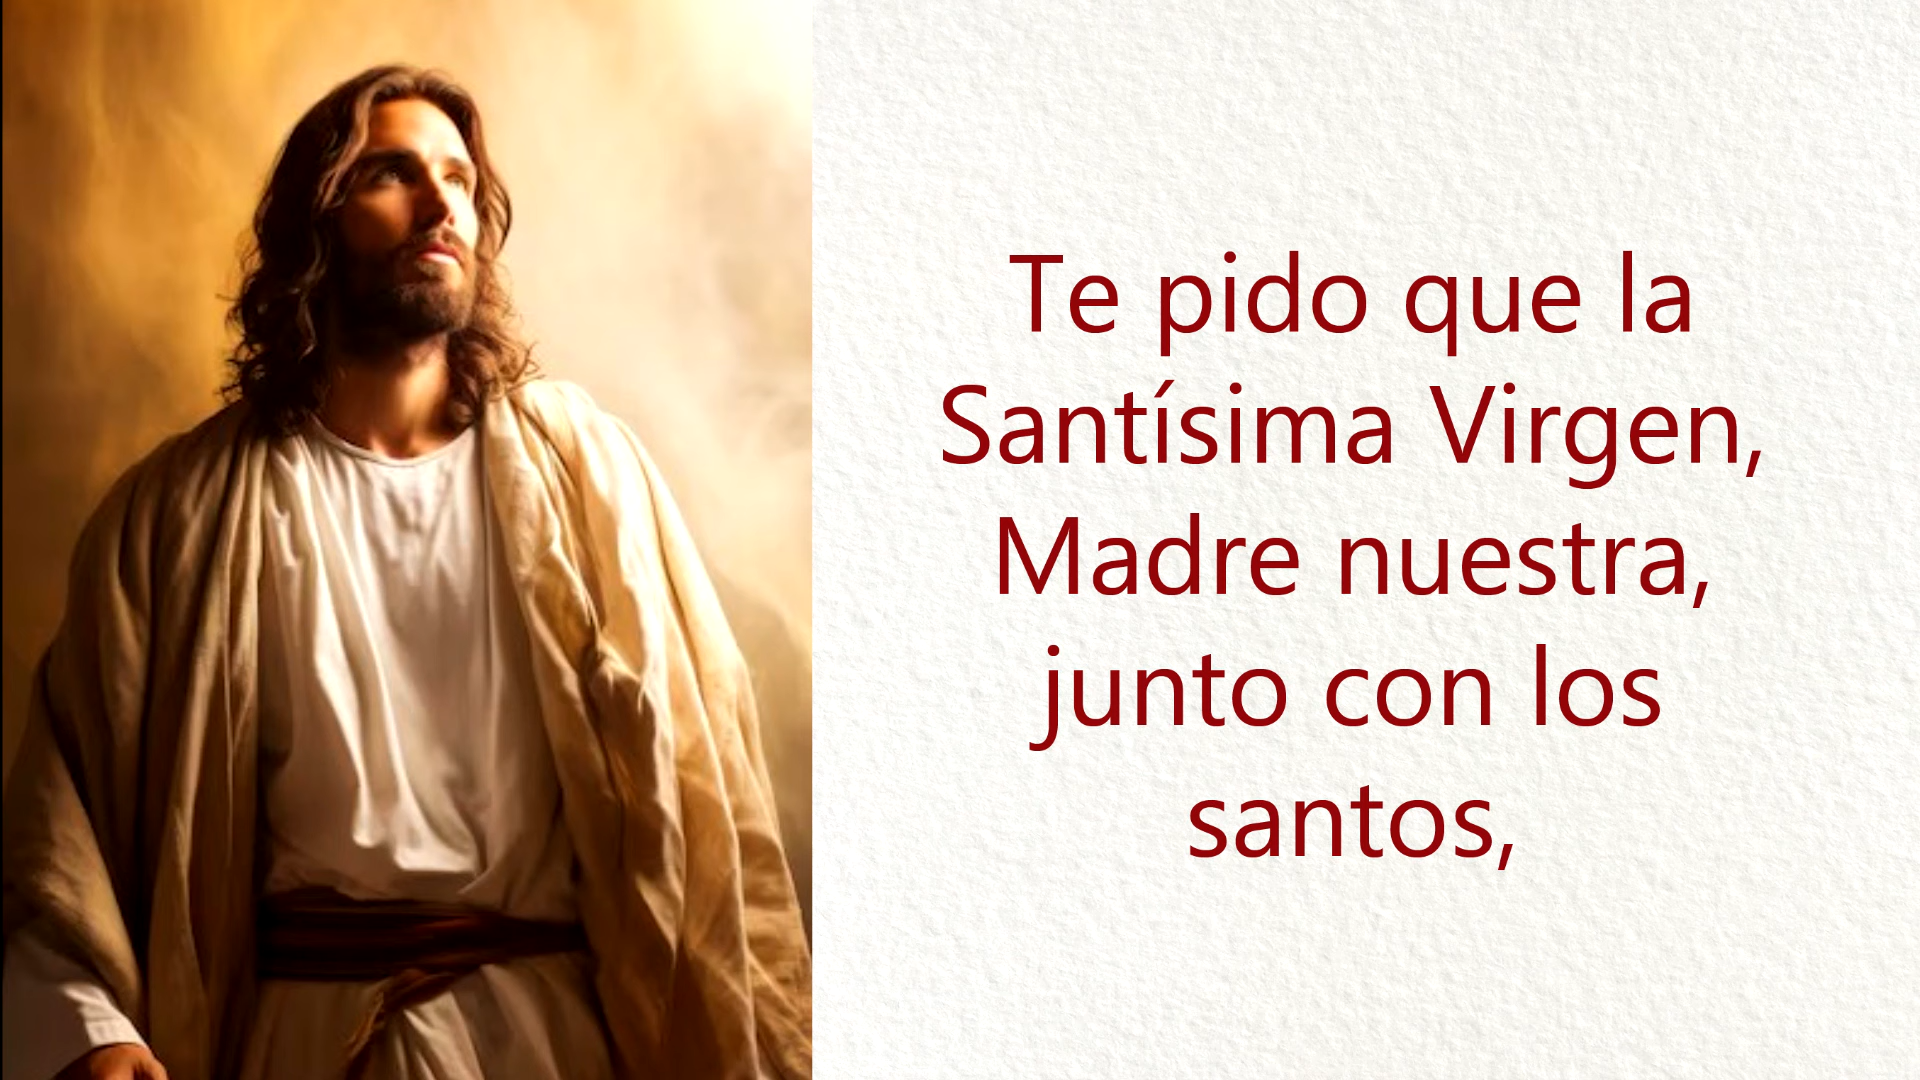 Te pido que la
Santísima Virgen,
Madre nuestra,
junto con los
santos,